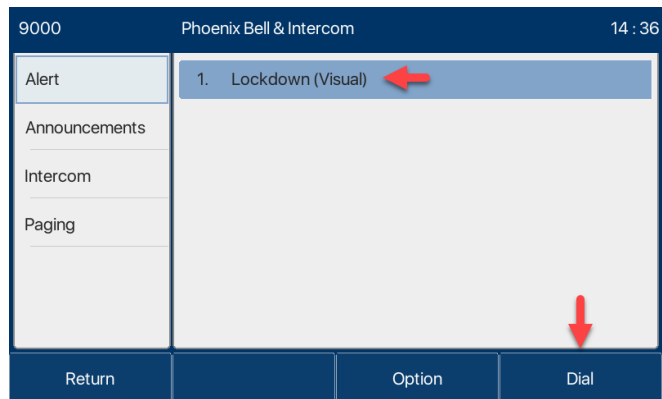 9000 Phoenix Bell & Intercom 14 : 36
Alert
Announcements
Intercom
Paging
1. Lockdown (Visual)
Return Option Dial